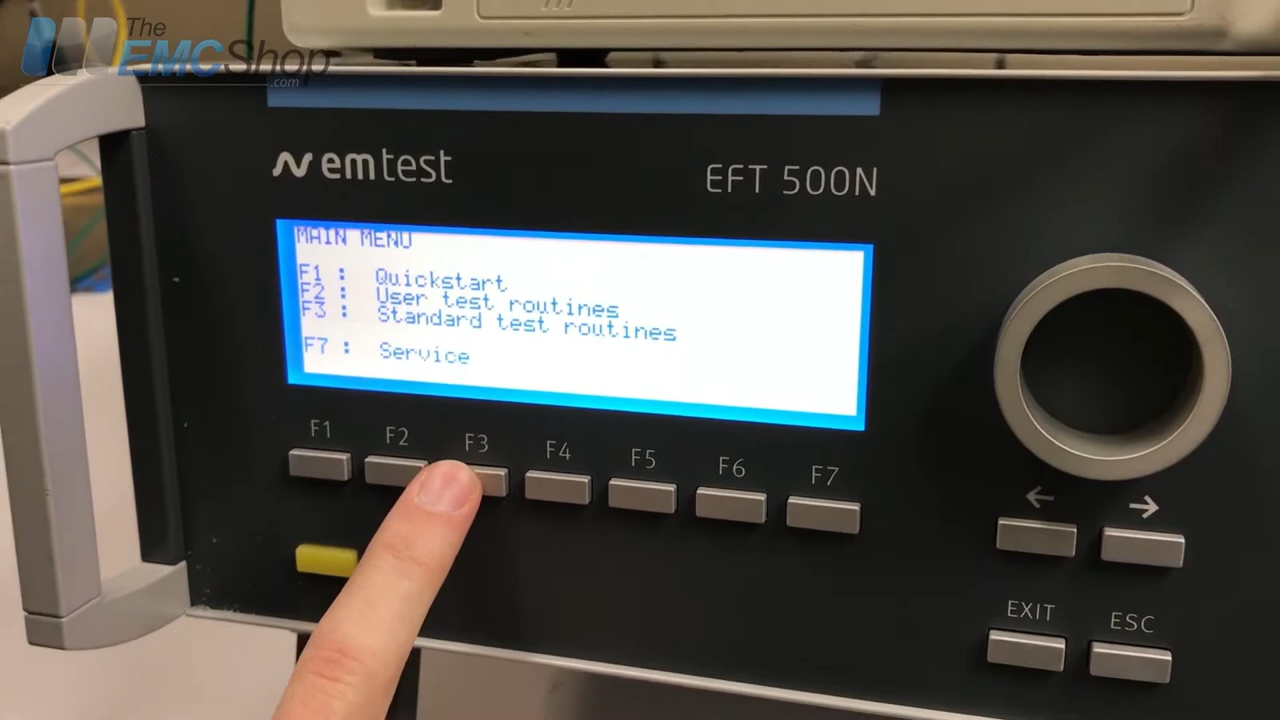 The
EMCShop
.com
emtest
EFT 500N
MAIN MENU
F1 : Quickstart
F2 : User test routines
F3 : Standard test routines
F7 : Service
F1
F2
F3
F4
F5
F6
F7
←
→
EXIT
ESC